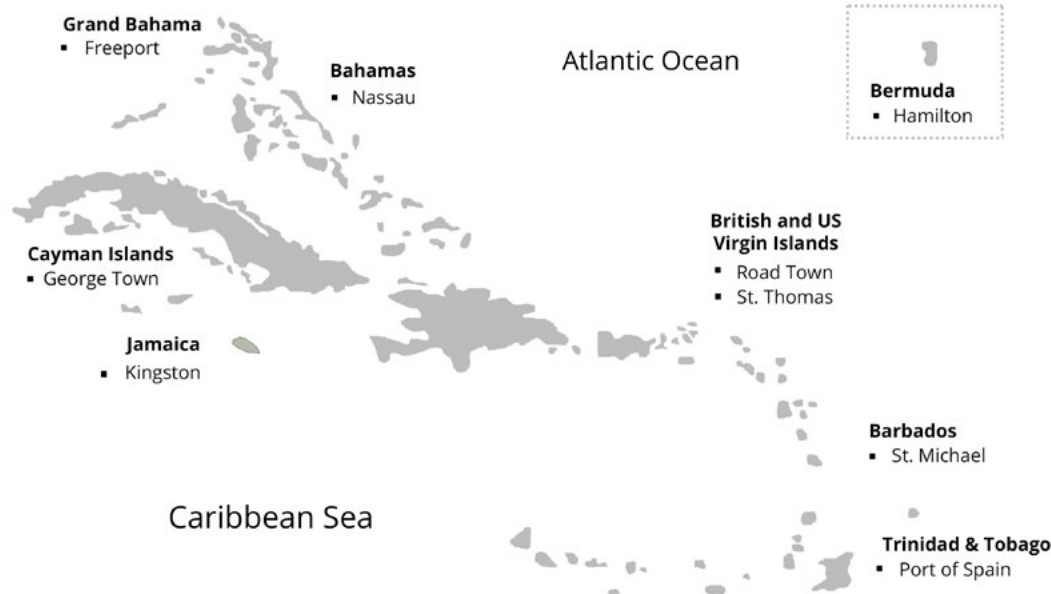 Grand Bahama
▪ Freeport
Bahamas
▪ Nassau
Atlantic Ocean
Bermuda
▪ Hamilton
Cayman Islands
▪ George Town
British and US
Virgin Islands
▪ Road Town
▪ St. Thomas
Jamaica
▪ Kingston
Barbados
▪ St. Michael
Caribbean Sea
Trinidad & Tobago
▪ Port of Spain